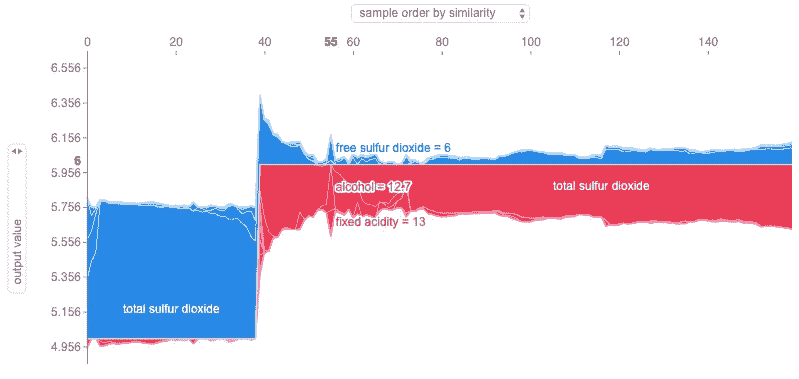 sample order by similarity
0 20 40 55 60 80 100 120 140
6.556
6.356
6.156
6
5.956
5.756
5.556
5.356
5.156
4.956
output value
free sulfur dioxide = 6
alcohol = 12.7
total sulfur dioxide
fixed acidity = 13
total sulfur dioxide